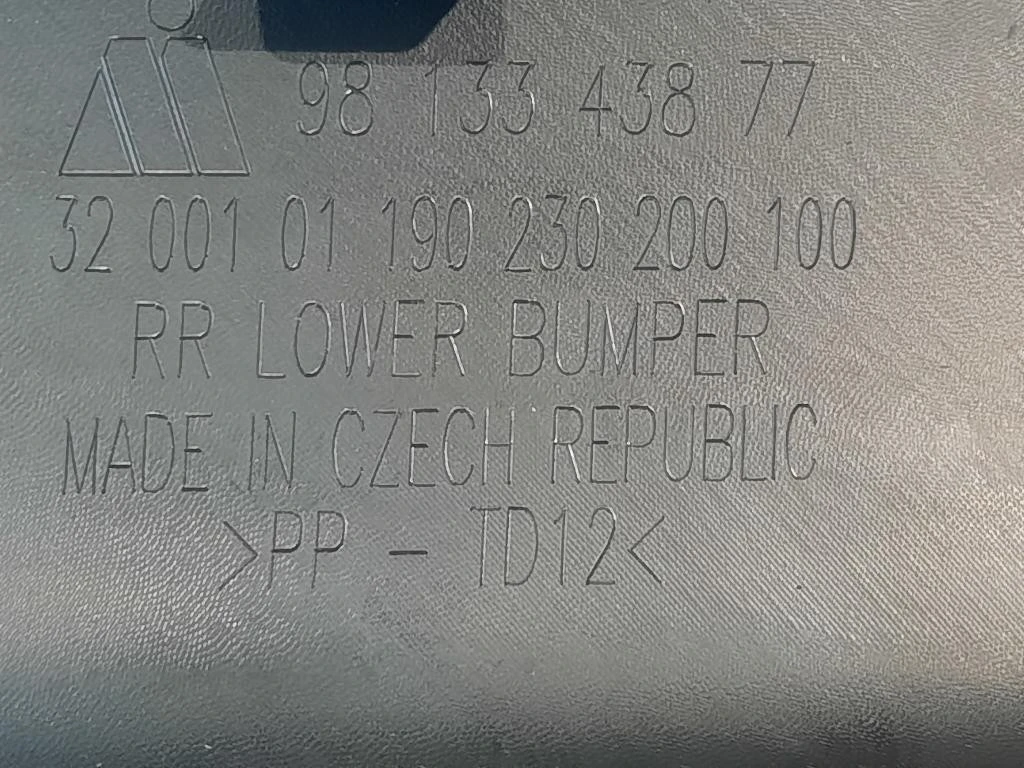 98 133 438 77
32 001 01 190 230 200 100
RR LOWER BUMPER
MADE IN CZECH REPUBLIC
>PP - TD12<